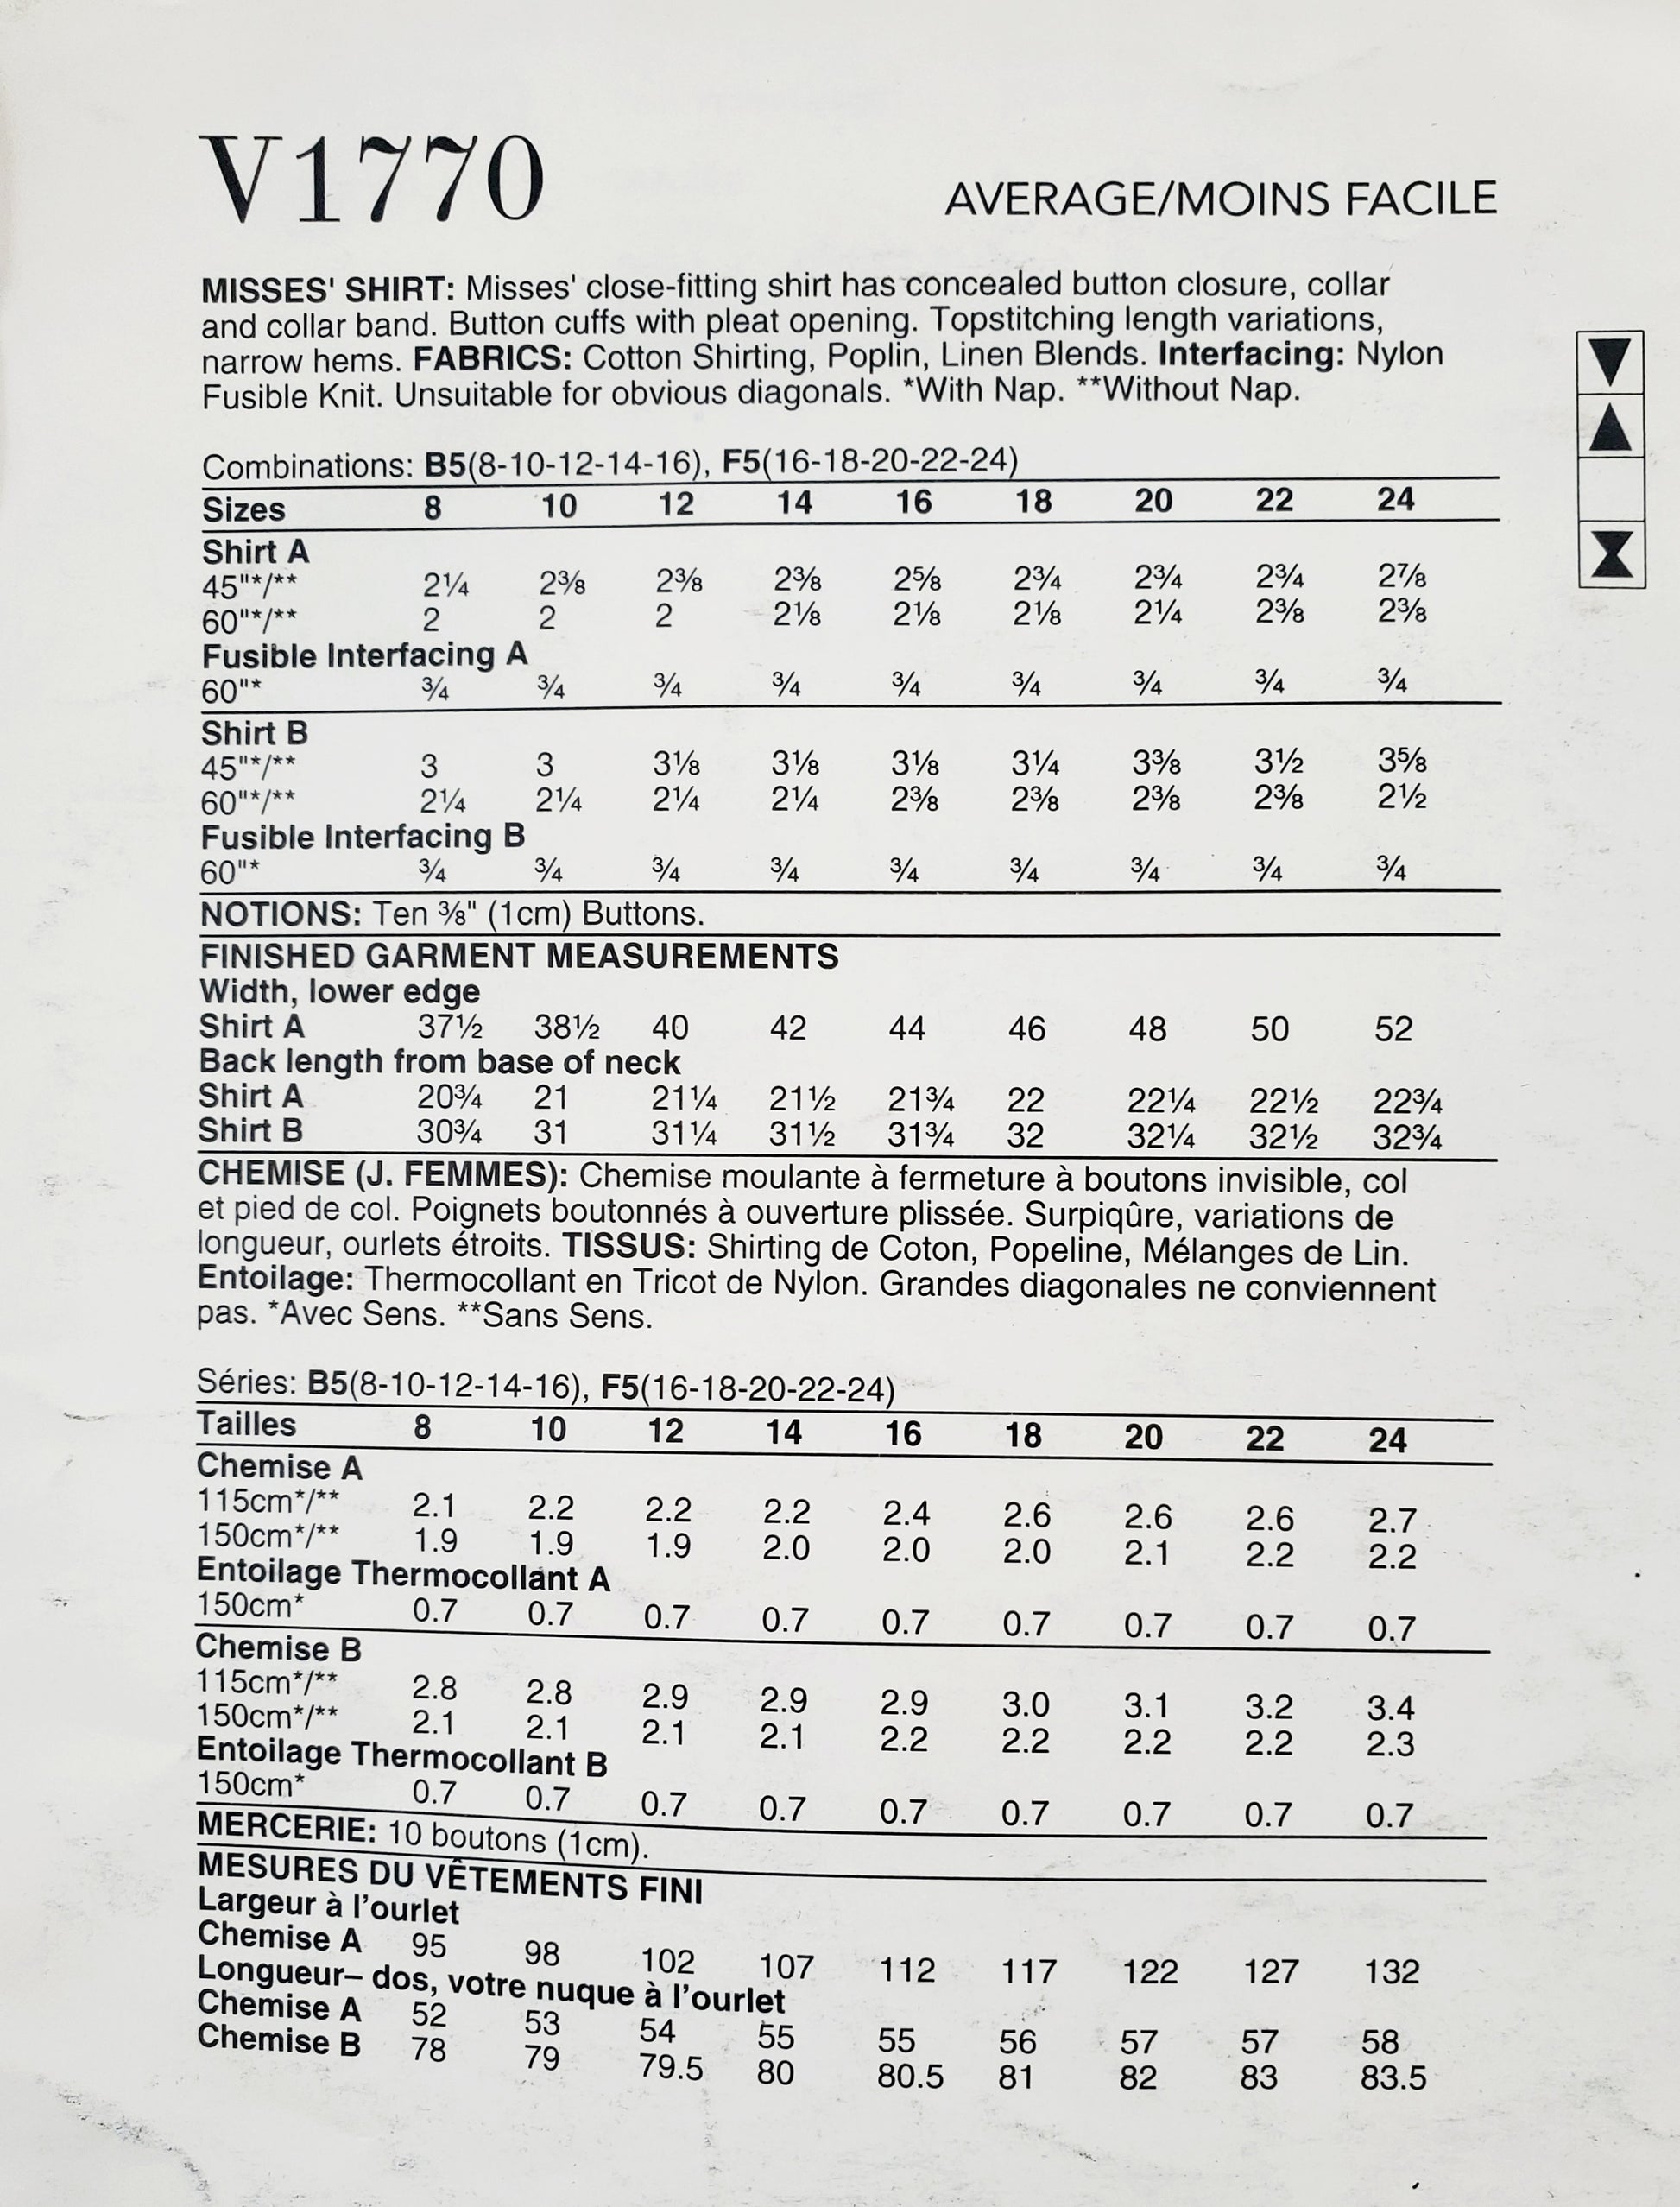 V1770
AVERAGE/MOINS FACILE
MISSES' SHIRT: Misses' close-fitting shirt has concealed button closure, collar
and collar band. Button cuffs with pleat opening. Topstitching length variations,
narrow hems. FABRICS: Cotton Shirting, Poplin, Linen Blends. Interfacing: Nylon
Fusible Knit. Unsuitable for obvious diagonals. *With Nap. **Without Nap.
Combinations: B5(8-10-12-14-16), F5(16-18-20-22-24)
Sizes 8 10 12 14 16 18 20 22 24
Shirt A
45"*/** 2¼ 2⅜ 2⅜ 2⅜ 2⅝ 2¾ 2¾ 2¾ 2⅞
60"*/** 2 2 2 2⅛ 2⅛ 2⅛ 2¼ 2⅜ 2⅜
Fusible Interfacing A
60"* ¾ ¾ ¾ ¾ ¾ ¾ ¾ ¾ ¾
Shirt B
45"*/** 3 3 3⅛ 3⅛ 3⅛ 3¼ 3⅜ 3½ 3⅝
60"*/** 2¼ 2¼ 2¼ 2¼ 2⅜ 2⅜ 2⅜ 2⅜ 2½
Fusible Interfacing B
60"* ¾ ¾ ¾ ¾ ¾ ¾ ¾ ¾ ¾
NOTIONS: Ten ⅜" (1cm) Buttons.
FINISHED GARMENT MEASUREMENTS
Width, lower edge
Shirt A 37½ 38½ 40 42 44 46 48 50 52
Back length from base of neck
Shirt A 20¾ 21 21¼ 21½ 21¾ 22 22¼ 22½ 22¾
Shirt B 30¾ 31 31¼ 31½ 31¾ 32 32¼ 32½ 32¾
CHEMISE (J. FEMMES): Chemise moulante à fermeture à boutons invisible, col
et pied de col. Poignets boutonnés à ouverture plissée. Surpiqûre, variations de
longueur, ourlets étroits. TISSUS: Shirting de Coton, Popeline, Mélanges de Lin.
Entoilage: Thermocollant en Tricot de Nylon. Grandes diagonales ne conviennent
pas. *Avec Sens. **Sans Sens.
Séries: B5(8-10-12-14-16), F5(16-18-20-22-24)
Tailles 8 10 12 14 16 18 20 22 24
Chemise A
115cm*/** 2.1 2.2 2.2 2.2 2.4 2.6 2.6 2.6 2.7
150cm*/** 1.9 1.9 1.9 2.0 2.0 2.0 2.1 2.2 2.2
Entoilage Thermocollant A
150cm* 0.7 0.7 0.7 0.7 0.7 0.7 0.7 0.7 0.7
Chemise B
115cm*/** 2.8 2.8 2.9 2.9 2.9 3.0 3.1 3.2 3.4
150cm*/** 2.1 2.1 2.1 2.1 2.2 2.2 2.2 2.2 2.3
Entoilage Thermocollant B
150cm* 0.7 0.7 0.7 0.7 0.7 0.7 0.7 0.7 0.7
MERCERIE: 10 boutons (1cm).
MESURES DU VÊTEMENTS FINI
Largeur à l'ourlet
Chemise A 95 98 102 107 112 117 122 127 132
Longueur– dos, votre nuque à l'ourlet
Chemise A 52 53 54 55 55 56 57 57 58
Chemise B 78 79 79.5 80 80.5 81 82 83 83.5